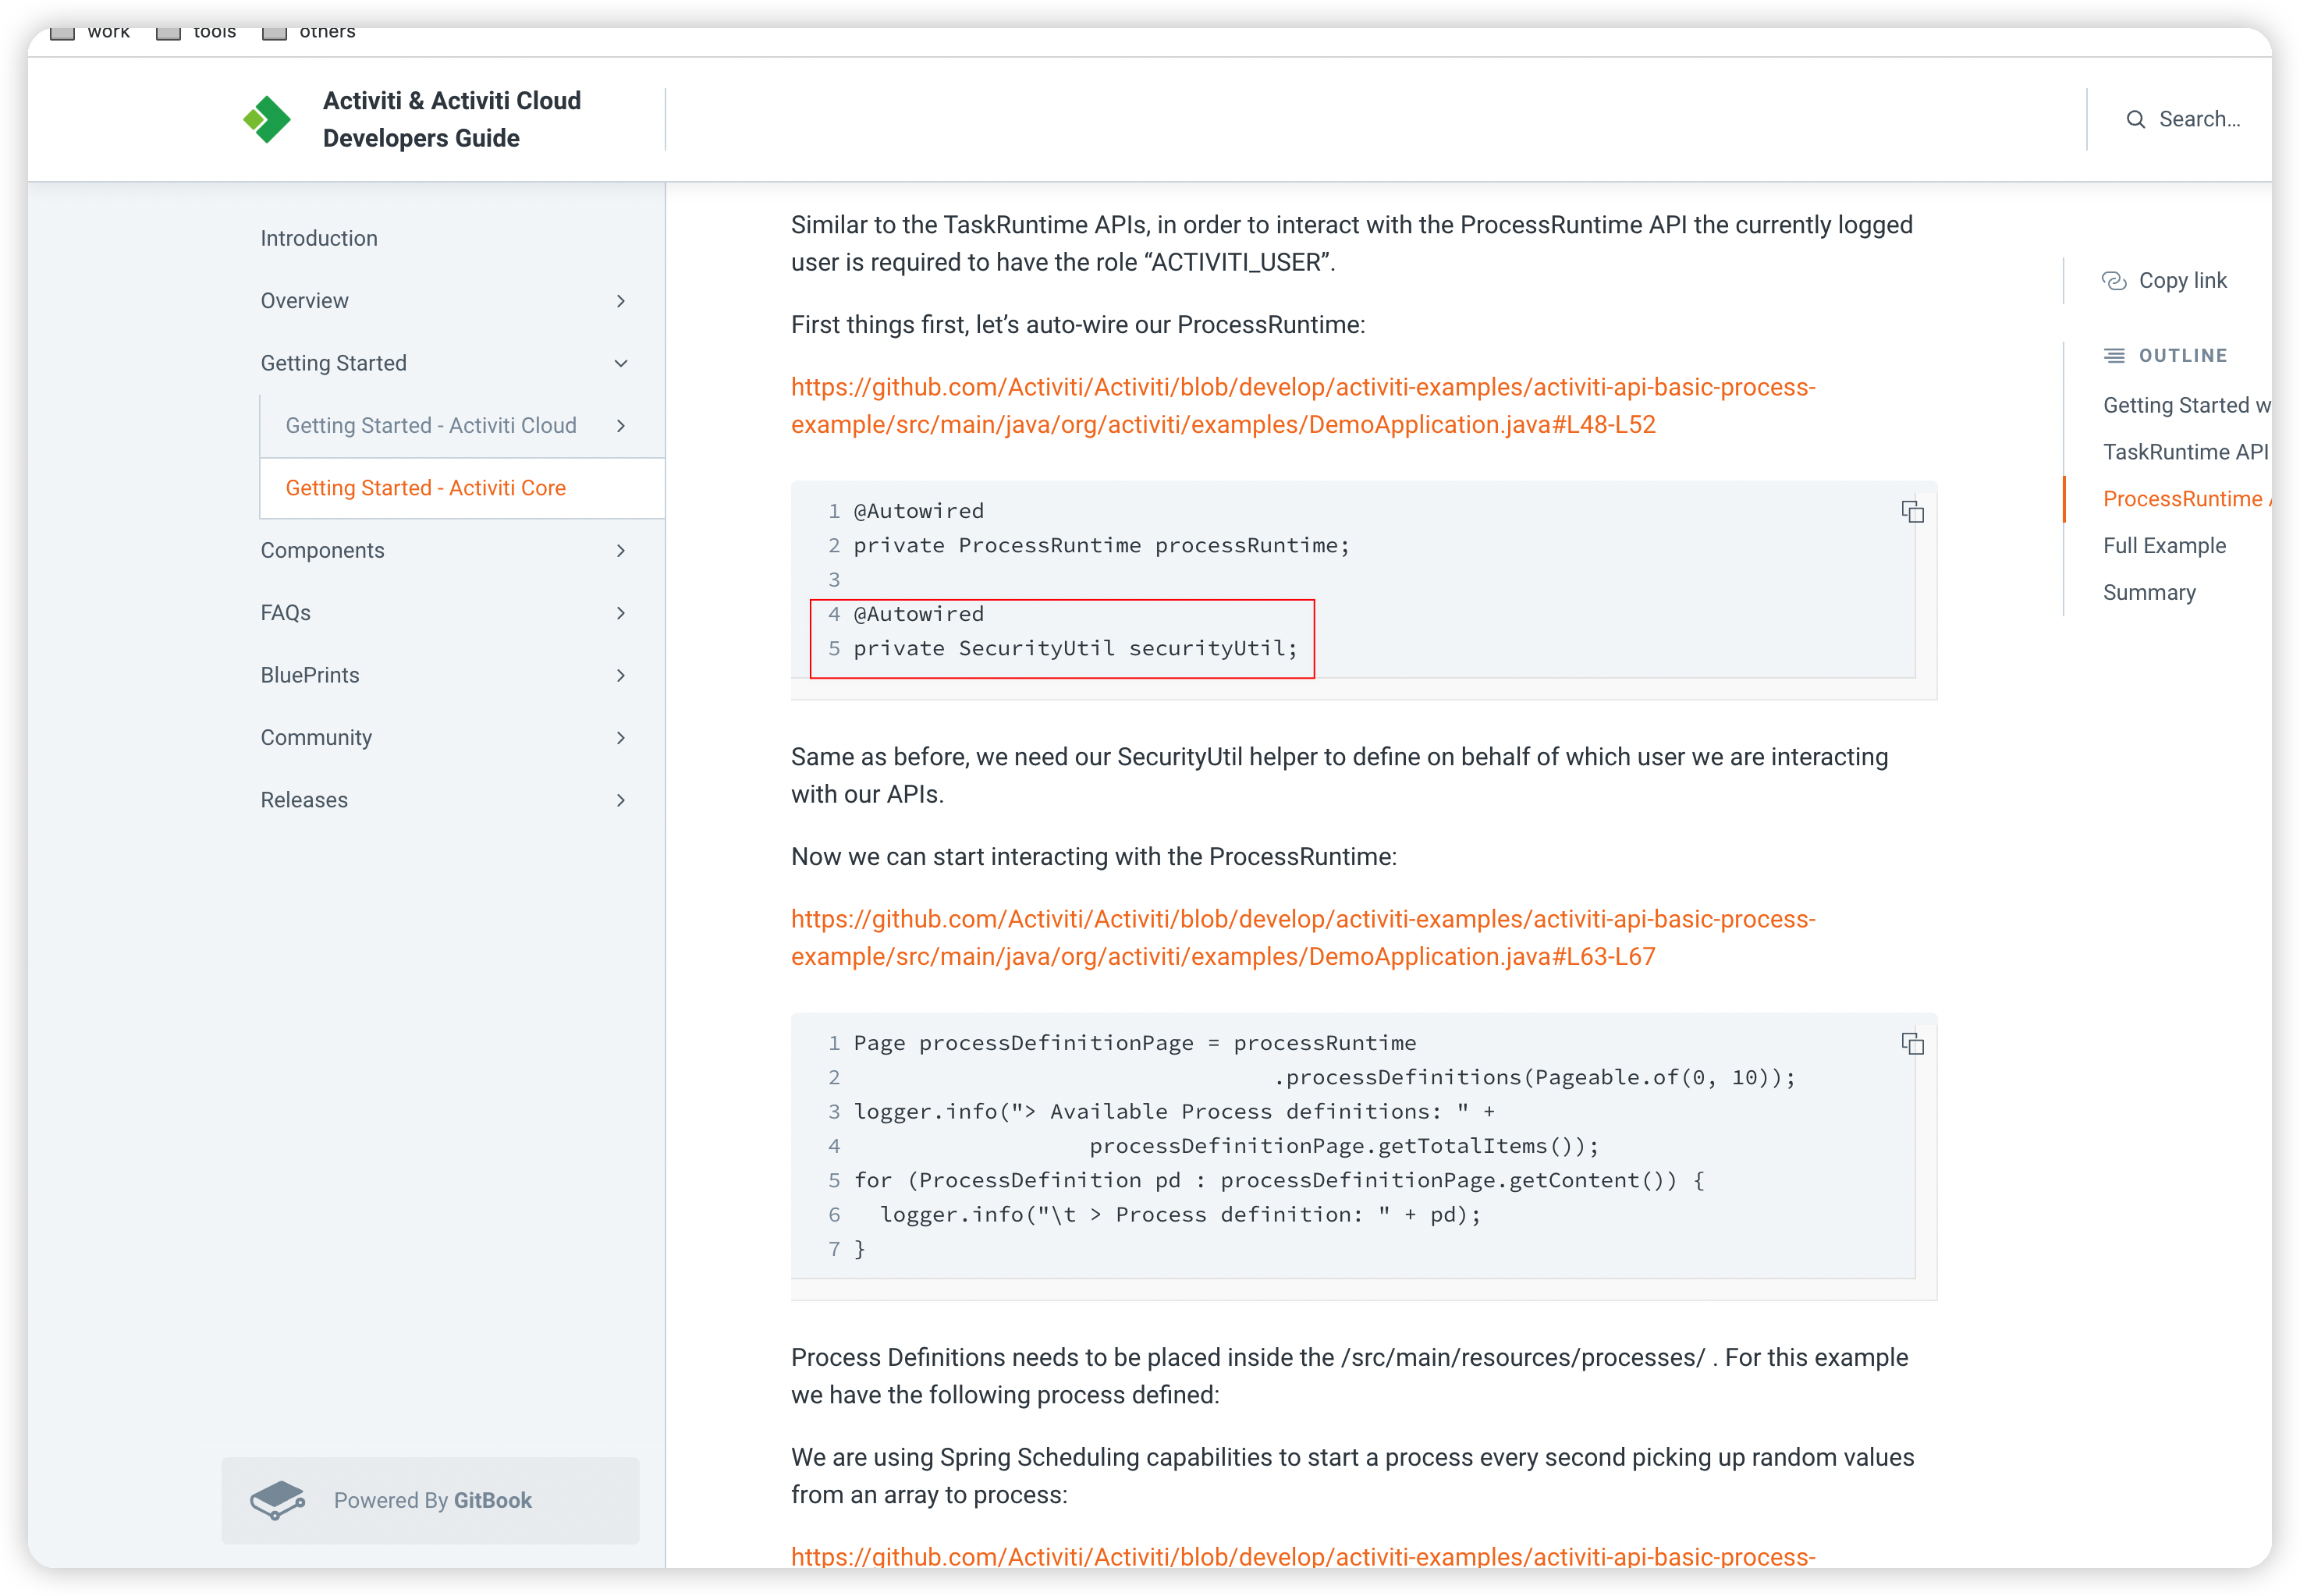 work tools others
Activiti & Activiti Cloud
Developers Guide
Search...
Introduction
Overview
Getting Started
Getting Started - Activiti Cloud
Getting Started - Activiti Core
Components
FAQs
BluePrints
Community
Releases
Powered By GitBook
Similar to the TaskRuntime APIs, in order to interact with the ProcessRuntime API the currently logged
user is required to have the role “ACTIVITI_USER”.
First things first, let’s auto-wire our ProcessRuntime:
https://github.com/Activiti/Activiti/blob/develop/activiti-examples/activiti-api-basic-process-
example/src/main/java/org/activiti/examples/DemoApplication.java#L48-L52
1 @Autowired
2 private ProcessRuntime processRuntime;
3
4 @Autowired
5 private SecurityUtil securityUtil;
Same as before, we need our SecurityUtil helper to define on behalf of which user we are interacting
with our APIs.
Now we can start interacting with the ProcessRuntime:
https://github.com/Activiti/Activiti/blob/develop/activiti-examples/activiti-api-basic-process-
example/src/main/java/org/activiti/examples/DemoApplication.java#L63-L67
1 Page processDefinitionPage = processRuntime
2 .processDefinitions(Pageable.of(0, 10));
3 logger.info("> Available Process definitions: " +
4 processDefinitionPage.getTotalItems());
5 for (ProcessDefinition pd : processDefinitionPage.getContent()) {
6 logger.info("\t > Process definition: " + pd);
7 }
Process Definitions needs to be placed inside the /src/main/resources/processes/ . For this example
we have the following process defined:
We are using Spring Scheduling capabilities to start a process every second picking up random values
from an array to process:
https://github.com/Activiti/Activiti/blob/develop/activiti-examples/activiti-api-basic-process-
Copy link
OUTLINE
Getting Started w
TaskRuntime API
ProcessRuntime
Full Example
Summary